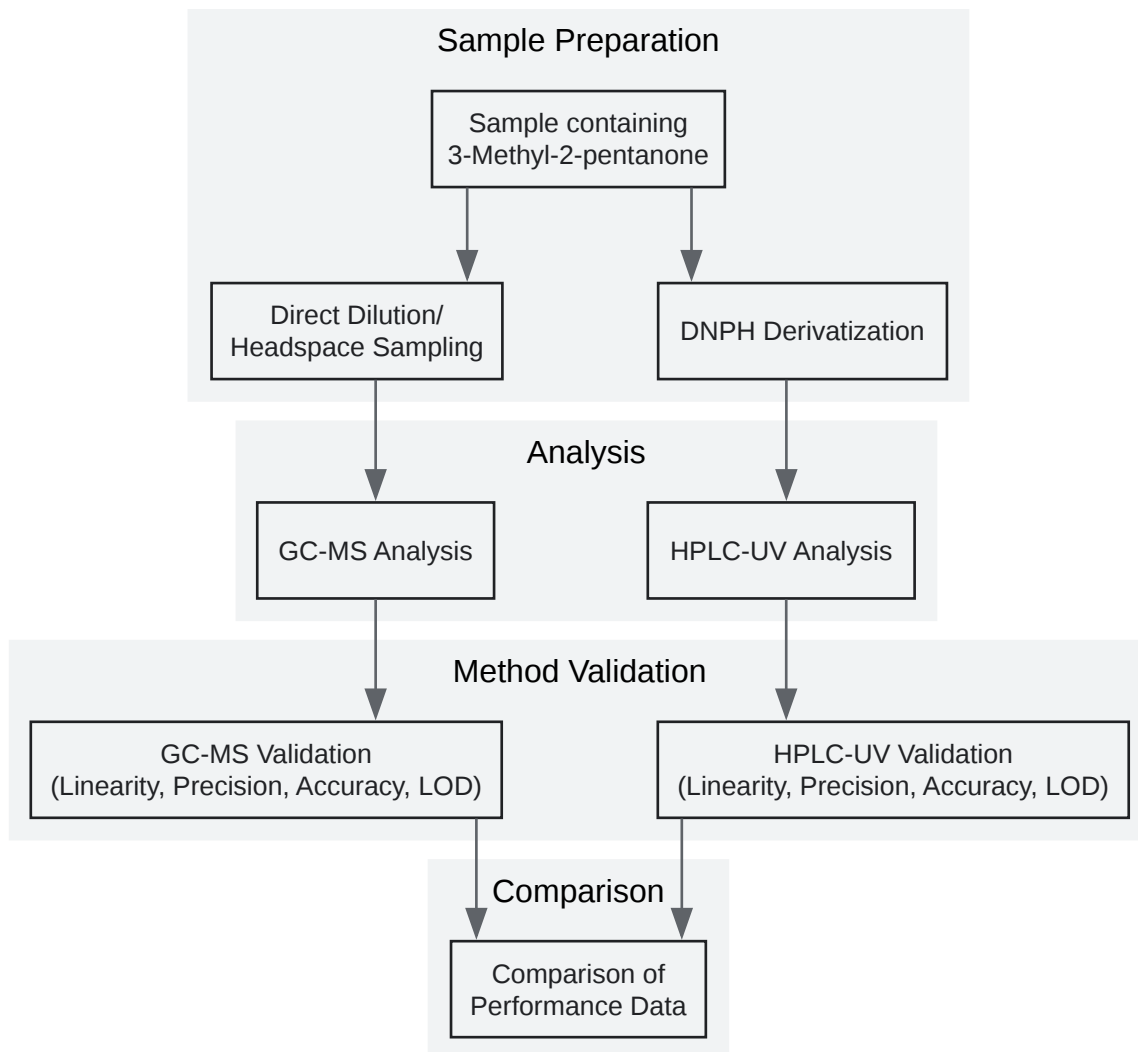 Sample Preparation
Sample containing
3-Methyl-2-pentanone
Direct Dilution/
Headspace Sampling
DNPH Derivatization
Analysis
GC-MS Analysis
HPLC-UV Analysis
Method Validation
GC-MS Validation
(Linearity, Precision, Accuracy, LOD)
HPLC-UV Validation
(Linearity, Precision, Accuracy, LOD)
Comparison
Comparison of
Performance Data